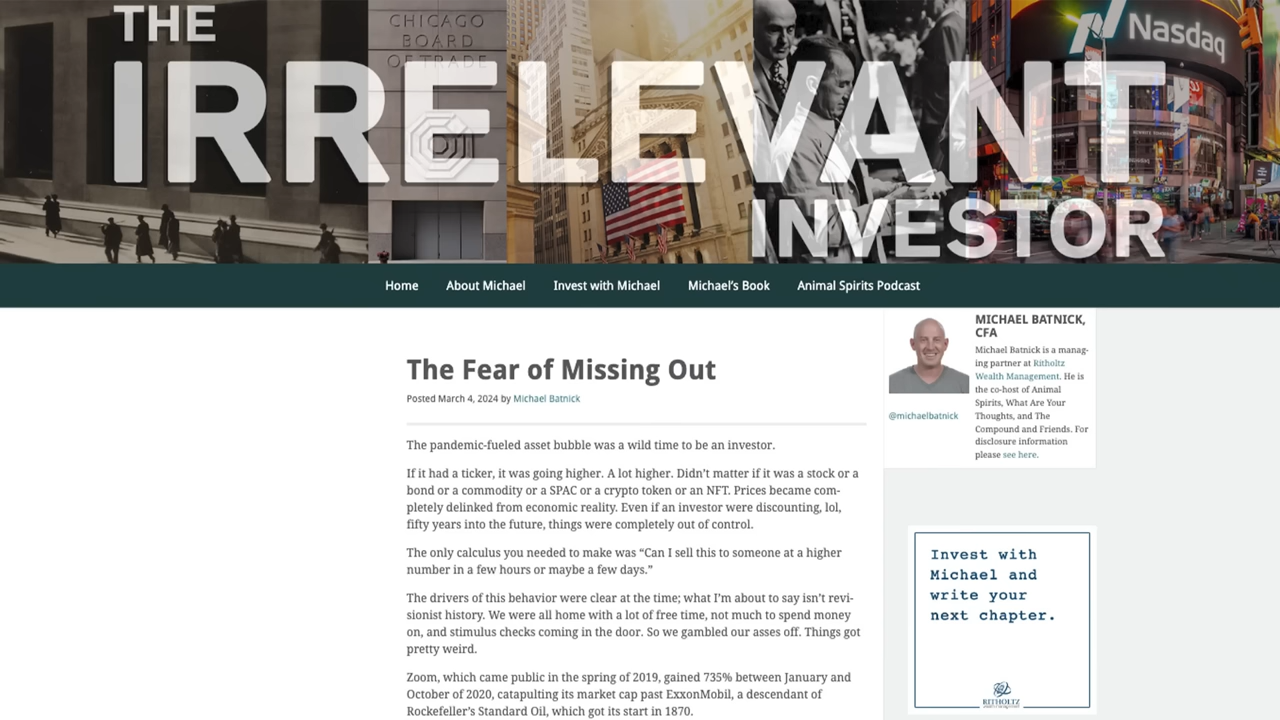 THE
IRRELEVANT
INVESTOR
CHICAGO
BOARD
OF TRADE
Nasdaq
Home About Michael Invest with Michael Michael's Book Animal Spirits Podcast
The Fear of Missing Out
Posted March 4, 2024 by Michael Batnick
The pandemic-fueled asset bubble was a wild time to be an investor.
If it had a ticker, it was going higher. A lot higher. Didn't matter if it was a stock or a
bond or a commodity or a SPAC or a crypto token or an NFT. Prices became com-
pletely delinked from economic reality. Even if an investor were discounting, lol,
fifty years into the future, things were completely out of control.
The only calculus you needed to make was “Can I sell this to someone at a higher
number in a few hours or maybe a few days.”
The drivers of this behavior were clear at the time; what I'm about to say isn't revi-
sionist history. We were all home with a lot of free time, not much to spend money
on, and stimulus checks coming in the door. So we gambled our asses off. Things got
pretty weird.
Zoom, which came public in the spring of 2019, gained 735% between January and
October of 2020, catapulting its market cap past ExxonMobil, a descendant of
Rockefeller's Standard Oil, which got its start in 1870.
MICHAEL BATNICK,
CFA
Michael Batnick is a manag-
ing partner at Ritholtz
Wealth Management. He is
the co-host of Animal
Spirits, What Are Your
Thoughts, and The
Compound and Friends. For
disclosure information
please see here.
@michaelbatnick
Invest with
Michael and
write your
next chapter.
RITHOLTZ